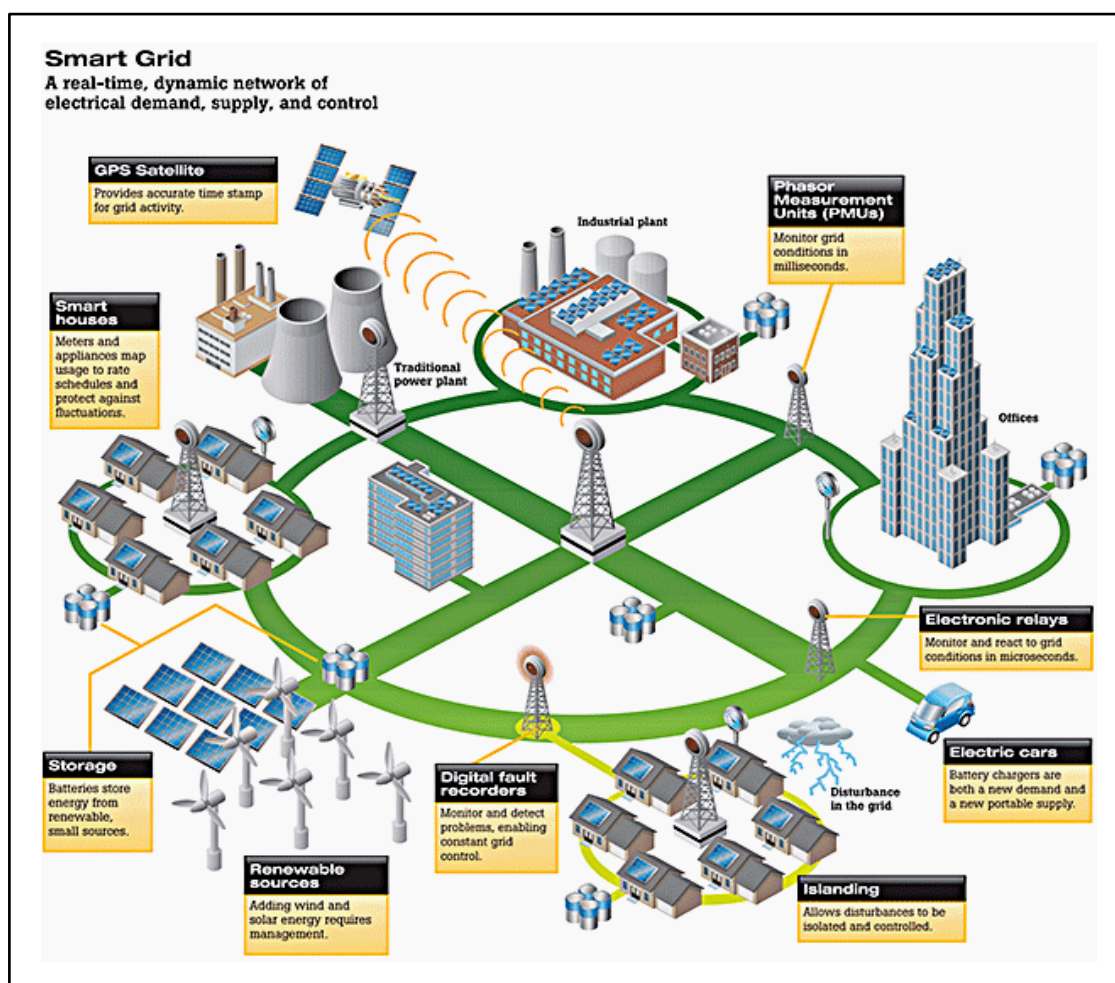 Smart Grid
A real-time, dynamic network of
electrical demand, supply, and control
GPS Satellite
Provides accurate time stamp
for grid activity.
Industrial plant
Phasor
Measurement
Units (PMUs)
Monitor grid
conditions in
milliseconds.
Smart
houses
Meters and
appliances map
usage to rate
schedules and
protect against
fluctuations.
Traditional
power plant
Offices
Electronic relays
Monitor and react to grid
conditions in microseconds.
Storage
Batteries store
energy from
renewable,
small sources.
Digital fault
recorders
Monitor and detect
problems, enabling
constant grid
control.
Disturbance
in the grid
Electric cars
Battery chargers are
both a new demand and
a new portable supply.
Renewable
sources
Adding wind and
solar energy requires
management.
Islanding
Allows disturbances to be
isolated and controlled.